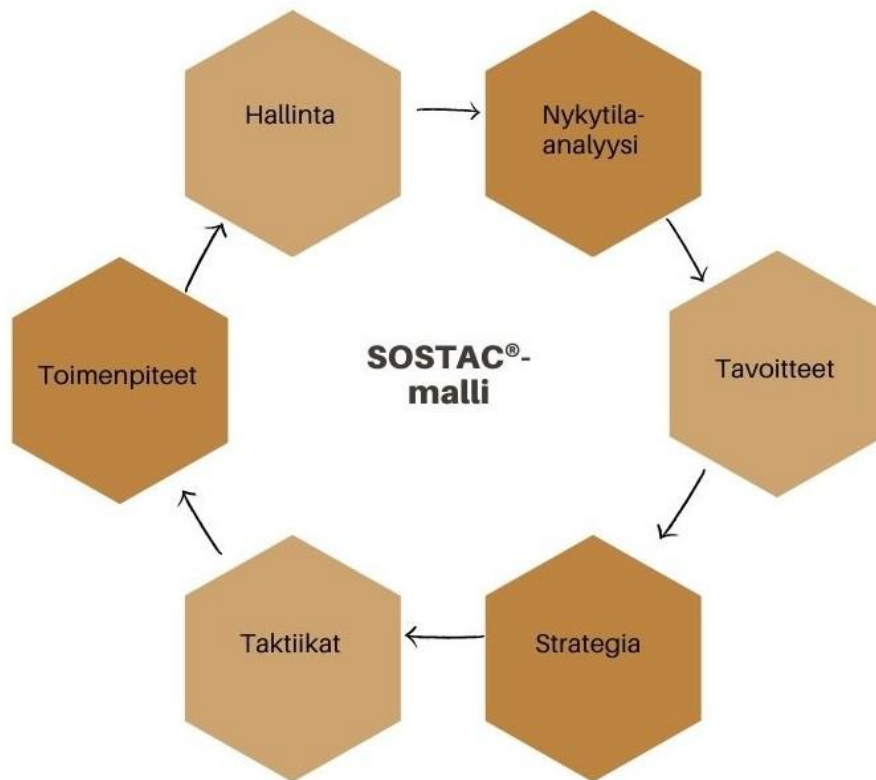 Hallinta
Nykytila-
analyysi
Toimenpiteet
SOSTAC®-
malli
Tavoitteet
Taktiikat
Strategia